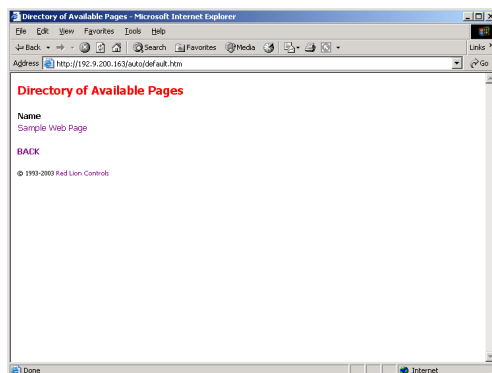 Directory of Available Pages - Microsoft Internet Explorer
File Edit View Favorites Tools Help
Back Search Favorites Media Links »
Address http://192.9.200.163/auto/default.htm Go
Directory of Available Pages
Name
Sample Web Page
BACK
© 1993-2003 Red Lion Controls
Done Internet